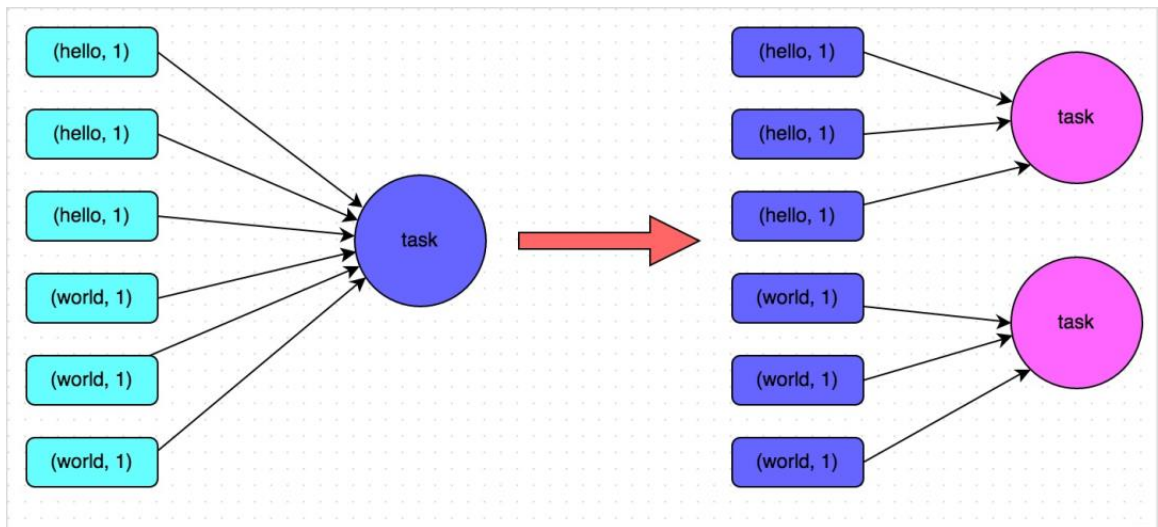 (hello, 1)
(hello, 1)
(hello, 1)
(world, 1)
(world, 1)
(world, 1)
task
(hello, 1)
(hello, 1)
(hello, 1)
(world, 1)
(world, 1)
(world, 1)
task
task